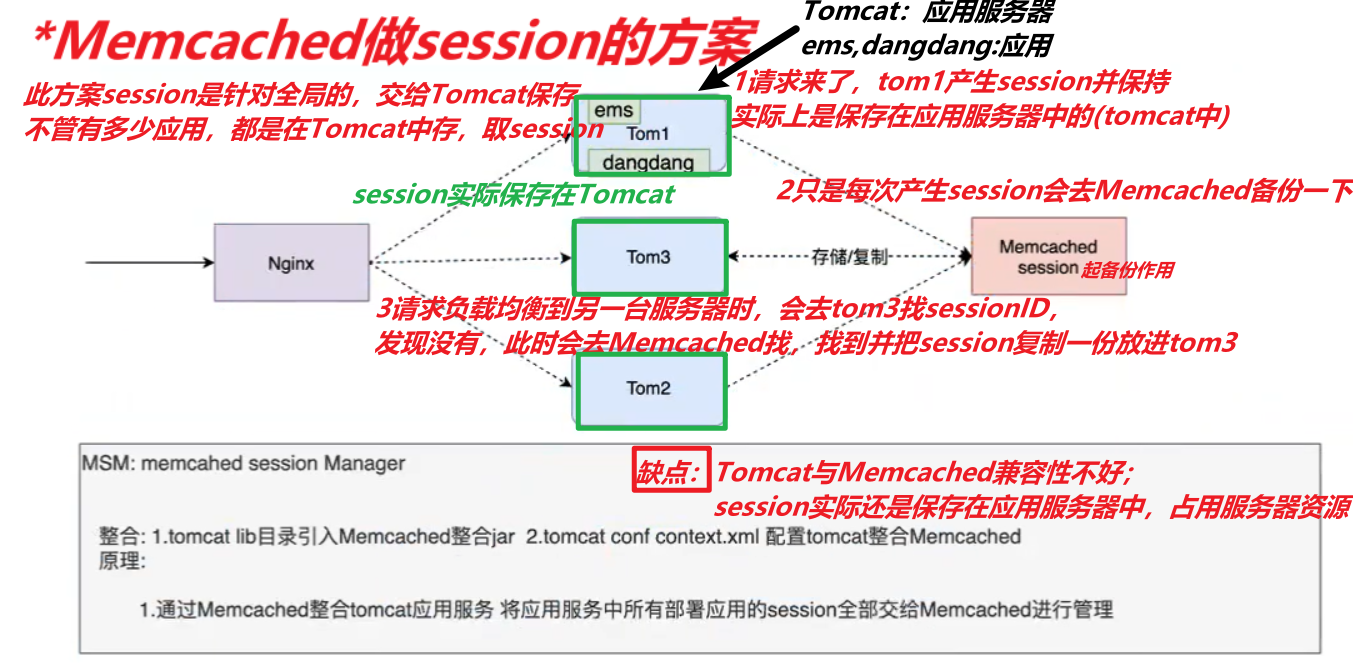 *Memcached做session的方案
Tomcat：应用服务器
ems,dangdang:应用
此方案session是针对全局的，交给Tomcat保存
不管有多少应用，都是在Tomcat中存，取session
1请求来了，tom1产生session并保持
实际上是保存在应用服务器中的(tomcat中)
ems
Tom1
dangdang
session实际保存在Tomcat
2只是每次产生session会去Memcached备份一下
Nginx
Tom3
存储/复制
Memcached
session
起备份作用
3请求负载均衡到另一台服务器时，会去tom3找sessionID，
发现没有，此时会去Memcached找，找到并把session复制一份放进tom3
Tom2
MSM: memcahed session Manager
缺点：Tomcat与Memcached兼容性不好；
session实际还是保存在应用服务器中，占用服务器资源
整合: 1.tomcat lib目录引入Memcached整合jar 2.tomcat conf context.xml 配置tomcat整合Memcached
原理:
1.通过Memcached整合tomcat应用服务 将应用服务中所有部署应用的session全部交给Memcached进行管理